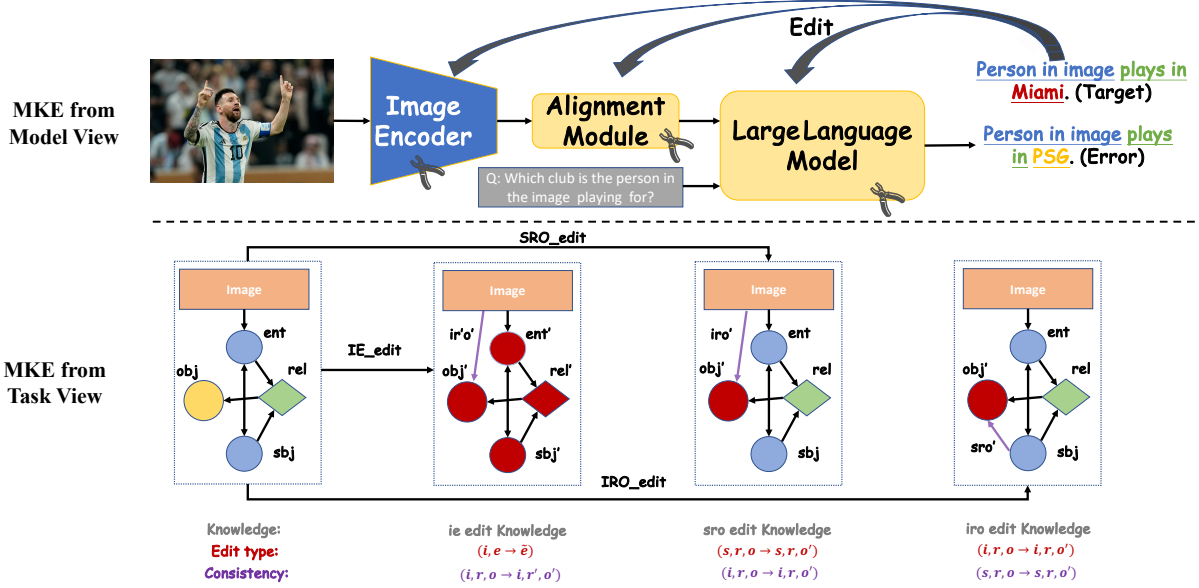 Edit
MKE from
Model View
10
Image
Encoder
Alignment
Module
Large Language
Model
Q: Which club is the person in
the image playing for?
Person in image plays in
Miami. (Target)
Person in image plays
in PSG. (Error)
SRO_edit
MKE from
Task View
Image
ent
obj
rel
sbj
IE_edit
Image
ir'o'
ent'
obj'
rel'
sbj'
Image
iro'
ent
obj'
rel
sbj
Image
ent
obj'
rel
sro'
sbj
IRO_edit
Knowledge:
ie edit Knowledge
sro edit Knowledge
iro edit Knowledge
Edit type:
(i, e → ẽ)
(s, r, o → s, r, o′)
(i, r, o → i, r, o′)
Consistency:
(i, r, o → i, r′, o′)
(i, r, o → i, r, o′)
(s, r, o → s, r, o′)